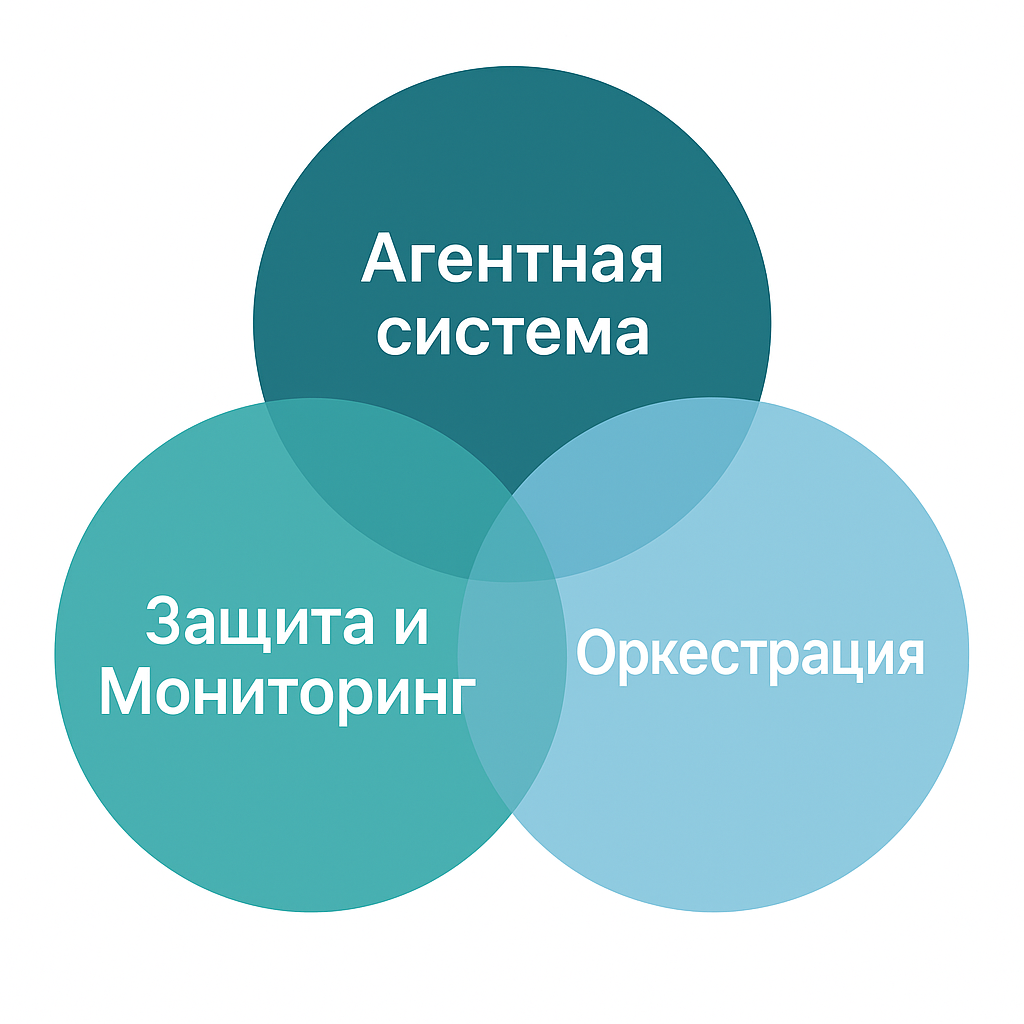 Агентная
система
Защита и
Мониторинг
Оркестрация